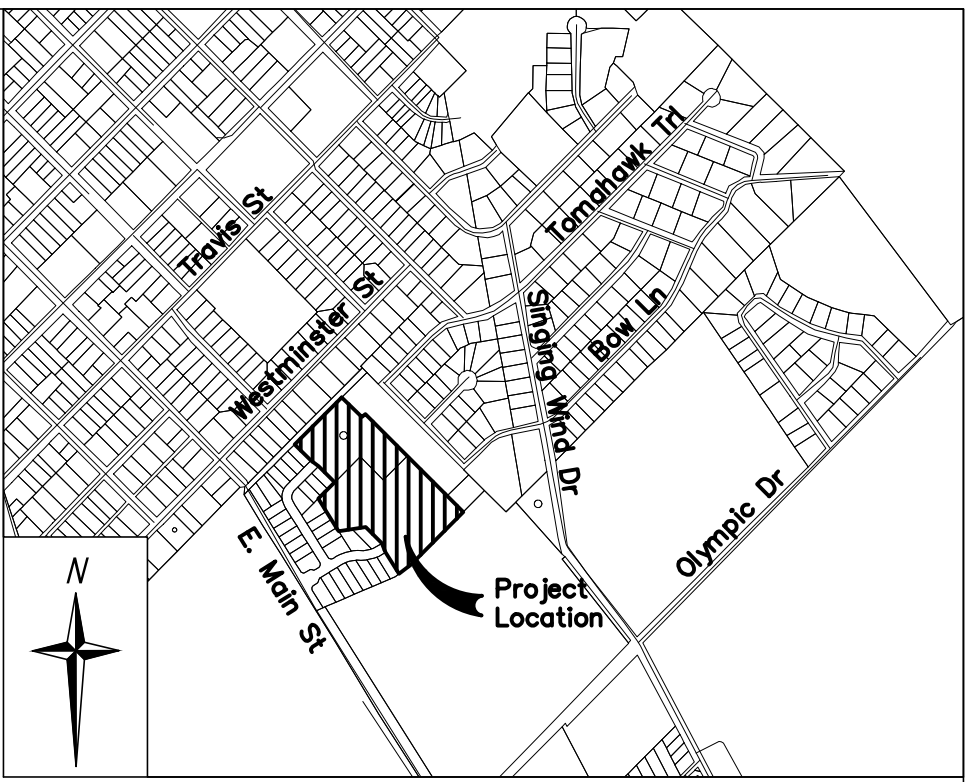 Tomahawk Trl
Travis St
Westminster St
Singing Wind Dr
Bow Ln
Olympic Dr
E. Main St
Project
Location
N